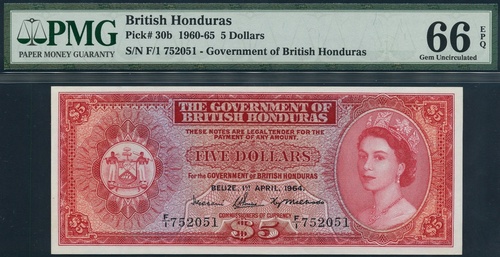 PMG
PAPER MONEY GUARANTY
British Honduras
Pick# 30b 1960-65 5 Dollars
S/N F/1 752051 - Government of British Honduras
66 EPQ
Gem Uncirculated
$5 $5
THE GOVERNMENT OF
BRITISH HONDURAS
THESE NOTES ARE LEGAL TENDER FOR THE
PAYMENT OF ANY AMOUNT.
FIVE DOLLARS
For the GOVERNMENT OF BRITISH HONDURAS
BELIZE, 1ST APRIL, 1964.
COMMISSIONERS OF CURRENCY
F/1 752051 F/1 752051
$5